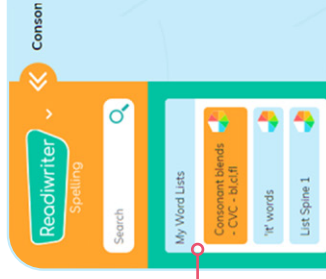 Readiwriter
Spelling
Search
My Word Lists
Consonant blends
- CVC - bl,cl,fl
"it" words
List Spine 1
Conson